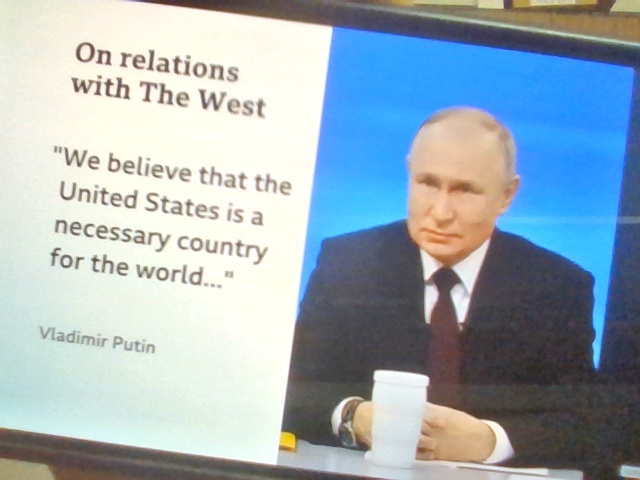 On relations
with The West
"We believe that the
United States is a
necessary country
for the world..."
Vladimir Putin